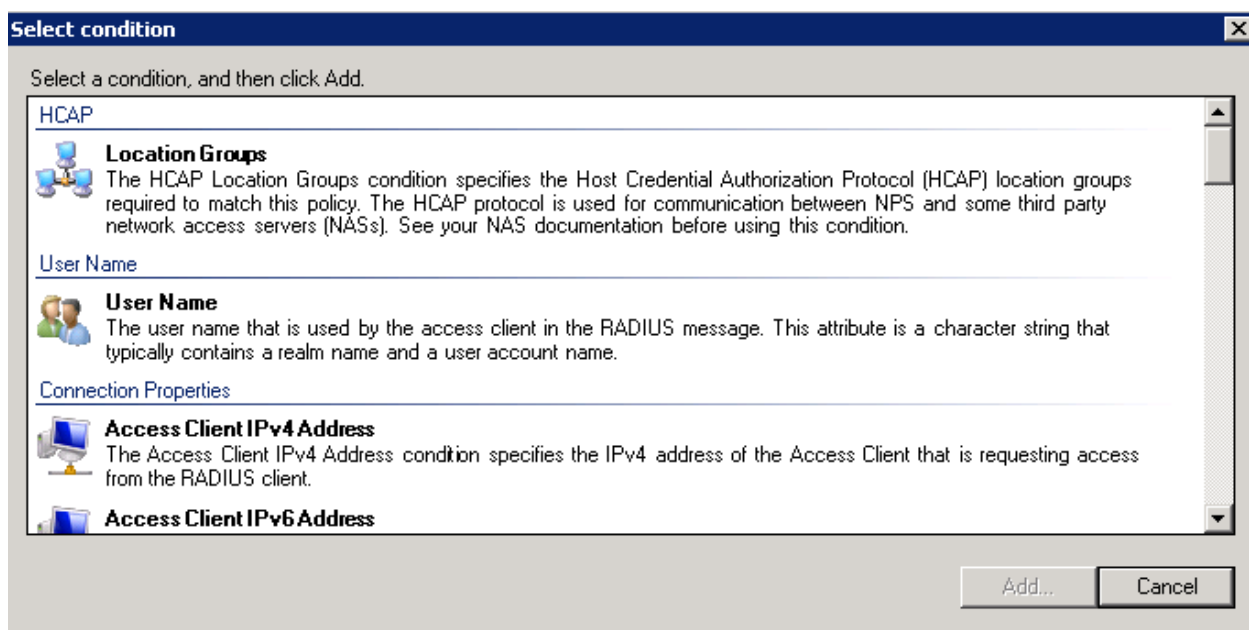 Select condition
Select a condition, and then click Add.
HCAP
Location Groups
The HCAP Location Groups condition specifies the Host Credential Authorization Protocol (HCAP) location groups
required to match this policy. The HCAP protocol is used for communication between NPS and some third party
network access servers (NASs). See your NAS documentation before using this condition.
User Name
User Name
The user name that is used by the access client in the RADIUS message. This attribute is a character string that
typically contains a realm name and a user account name.
Connection Properties
Access Client IPv4 Address
The Access Client IPv4 Address condition specifies the IPv4 address of the Access Client that is requesting access
from the RADIUS client.
Access Client IPv6 Address
Add...
Cancel